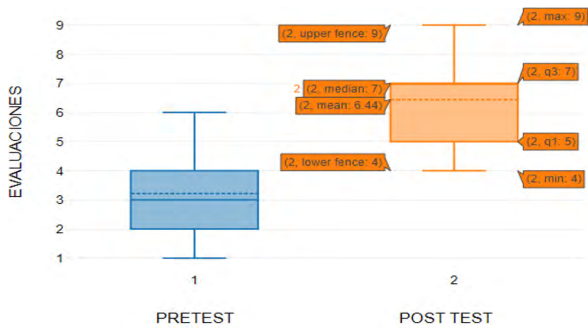 EVALUACIONES
9
8
7
6
5
4
3
2
1
(2, upper fence: 9)
(2, max: 9)
(2, q3: 7)
2 (2, median: 7)
(2, mean: 6.44)
(2, q1: 5)
(2, lower fence: 4)
(2, min: 4)
1
2
PRETEST
POST TEST